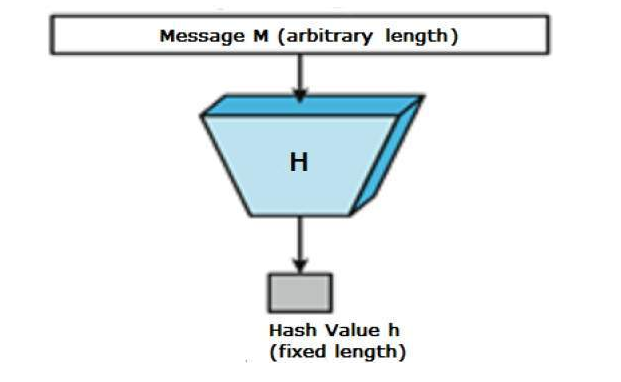 Message M (arbitrary length)
H
Hash Value h
(fixed length)